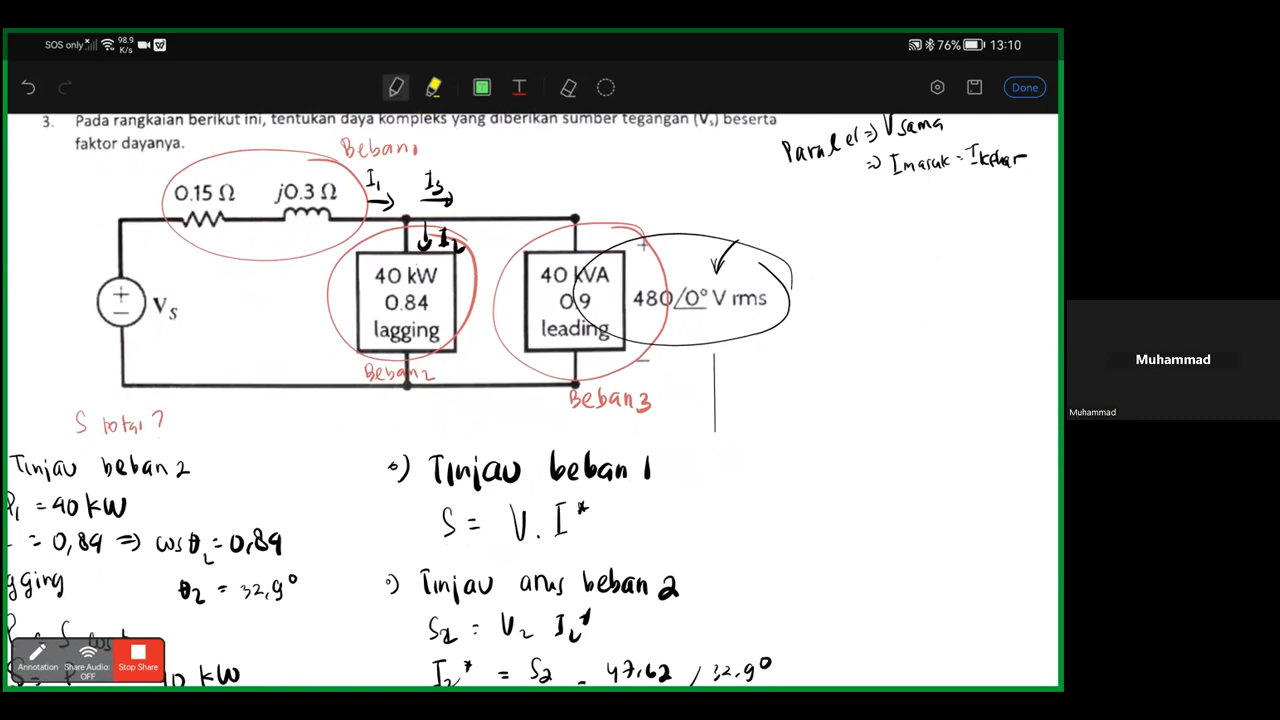 SOS only 98.9 K/s 76% 13:10
Done
3. Pada rangkaian berikut ini, tentukan daya kompleks yang diberikan sumber tegangan (Vs) beserta
faktor dayanya.
Paralel => V sama
=> I masuk = I keluar
Beban 1
0.15 Ω j0.3 Ω
I1 I3
I2
+
−
VS
40 kW
0.84
lagging
40 kVA
0.9
leading
+
480/0° V rms
−
Beban 2
Beban 3
S total ?
Tinjau beban 2
= 40 kW
= 0,84 => cos θ2 = 0,84
gging
θ2 = 32,9°
= S cos
40 kW
o) Tinjau beban 1
S = V. I*
o) Tinjau arus beban 2
S2 = V2 I2*
I2* = S2 = 47,62 / 32,9°
Annotation
Share Audio: OFF
Stop Share
Muhammad
Muhammad